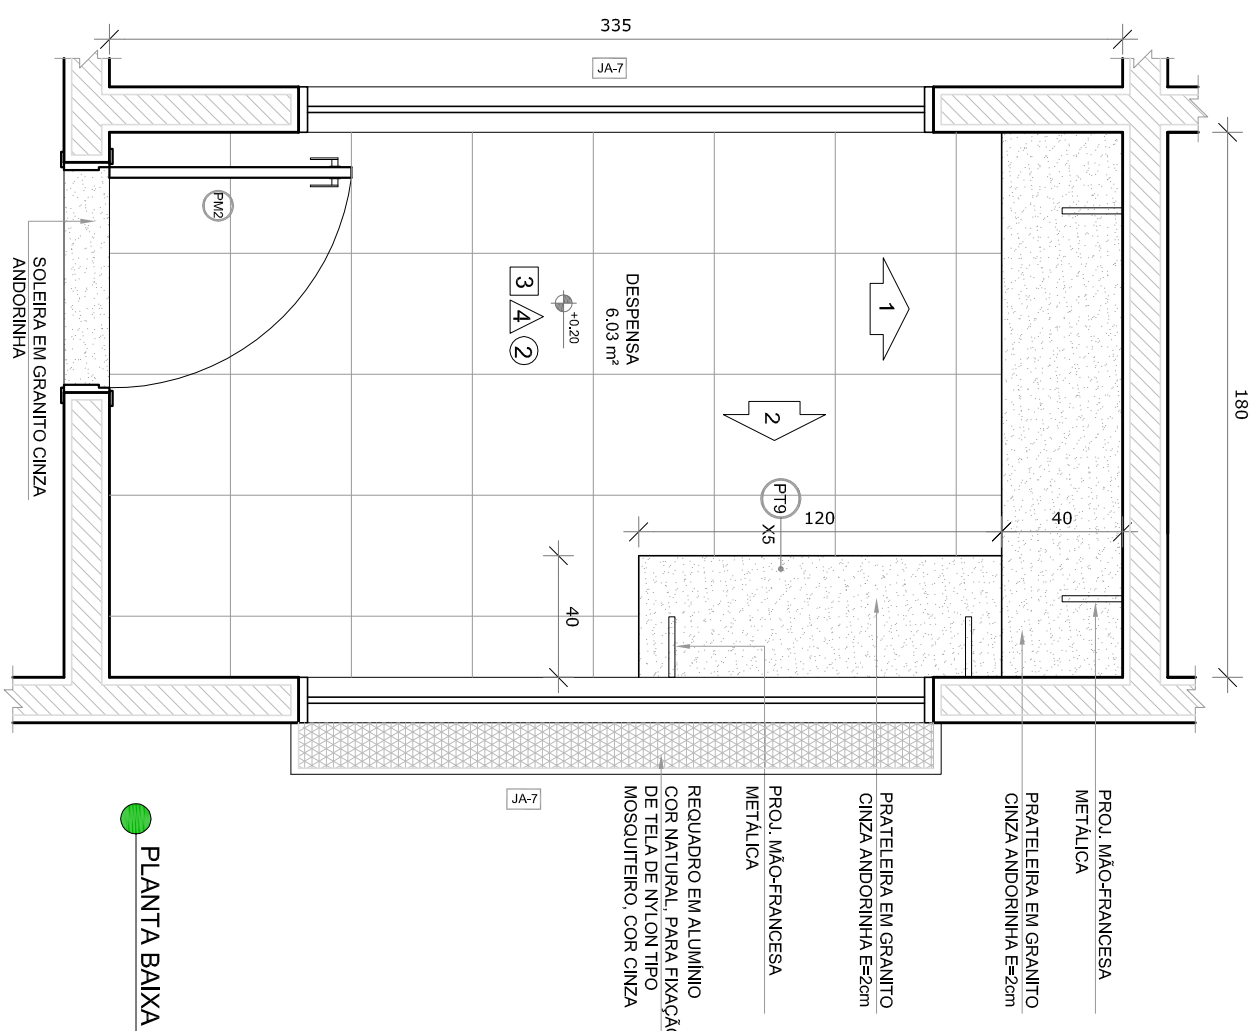 335
JA-7
180
PM2
SOLEIRA EM GRANITO CINZA
ANDORINHA
DESPENSA
6.03 m²
+0.20
3
4
2
1
2
PT9
X5
120
40
40
JA-7
PROJ. MÃO-FRANCESA
METÁLICA
PRATELEIRA EM GRANITO
CINZA ANDORINHA E=2cm
PRATELEIRA EM GRANITO
CINZA ANDORINHA E=2cm
PROJ. MÃO-FRANCESA
METÁLICA
REQUADRO EM ALUMÍNIO
COR NATURAL, PARA FIXAÇÃO
DE TELA DE NYLON TIPO
MOSQUITEIRO, COR CINZA
PLANTA BAIXA